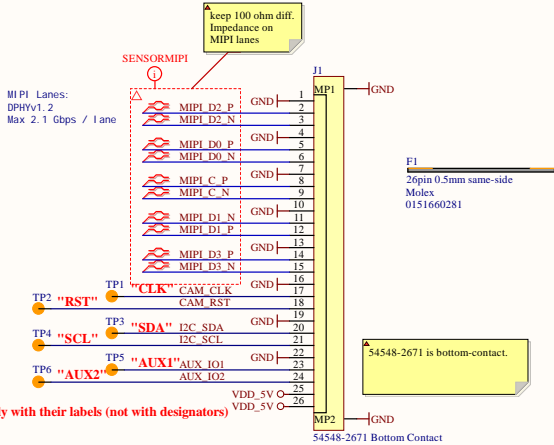 keep 100 ohm diff.
Impedance on
MIPI lanes
SENSORMIPI
i
MIPI Lanes:
DPHYv1.2
Max 2.1 Gbps / lane
J1
MP1
GND
GND 1
MIPI_D2_P 2
MIPI_D2_N 3
GND 4
MIPI_D0_P 5
MIPI_D0_N 6
GND 7
MIPI_C_P 8
MIPI_C_N 9
GND 10
MIPI_D1_N 11
MIPI_D1_P 12
GND 13
MIPI_D3_P 14
MIPI_D3_N 15
GND 16
TP1 "CLK" CAM_CLK 17
TP2 "RST" CAM_RST 18
GND 19
TP3 "SDA" I2C_SDA 20
TP4 "SCL" I2C_SCL 21
GND 22
TP5 "AUX1" AUX_IO1 23
TP6 "AUX2" AUX_IO2 24
VDD_5V 25
VDD_5V 26
y with their labels (not with designators)
MP2
GND
54548-2671 Bottom Contact
F1
26pin 0.5mm same-side
Molex
0151660281
54548-2671 is bottom-contact.